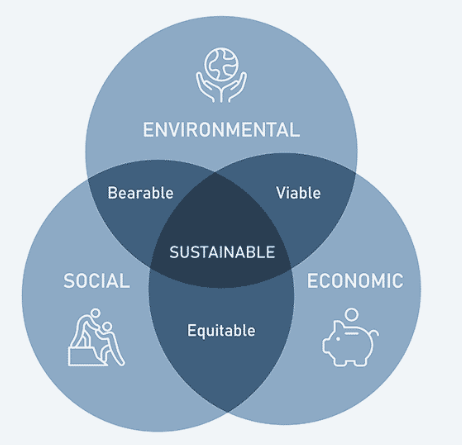 ENVIRONMENTAL
Bearable
Viable
SUSTAINABLE
SOCIAL
ECONOMIC
Equitable